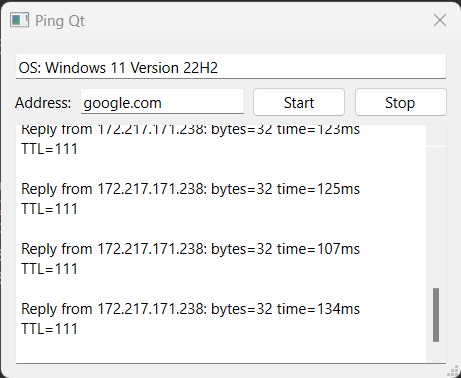 Ping Qt
OS: Windows 11 Version 22H2
Address: google.com Start Stop
Reply from 172.217.171.238: bytes=32 time=123ms
TTL=111
Reply from 172.217.171.238: bytes=32 time=125ms
TTL=111
Reply from 172.217.171.238: bytes=32 time=107ms
TTL=111
Reply from 172.217.171.238: bytes=32 time=134ms
TTL=111